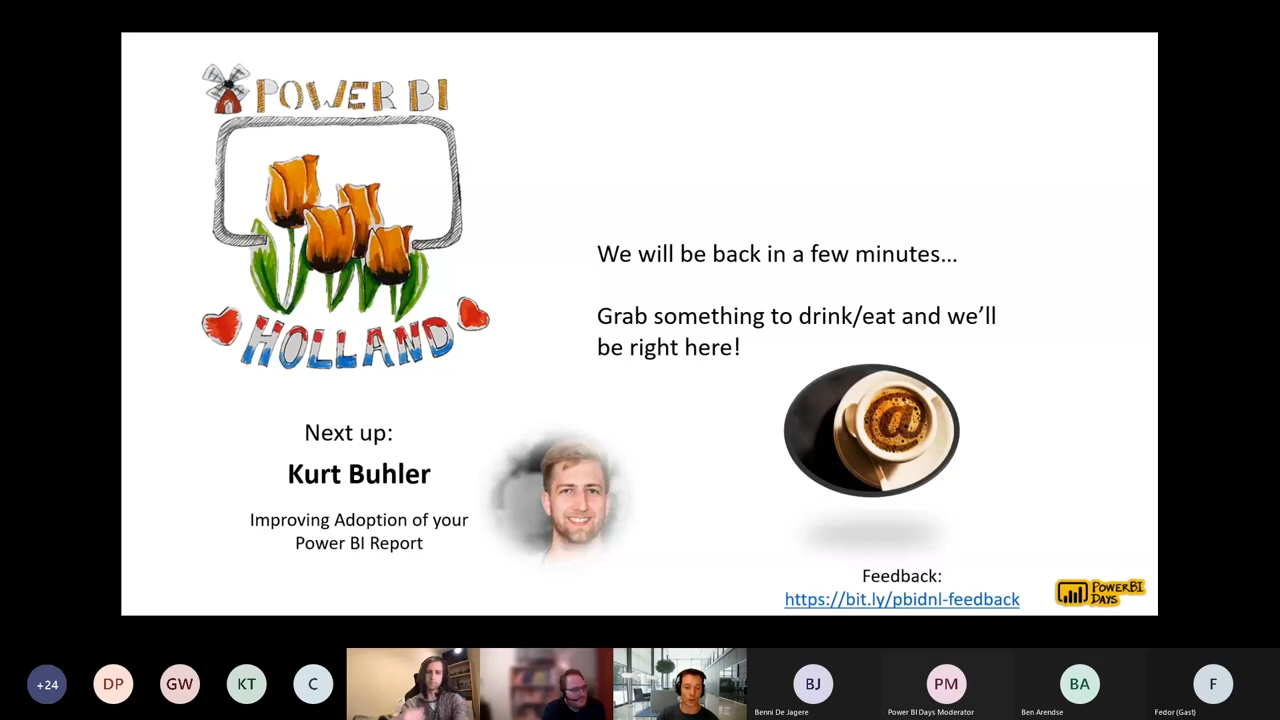 POWER BI
HOLLAND
We will be back in a few minutes...
Grab something to drink/eat and we'll
be right here!
Next up:
Kurt Buhler
Improving Adoption of your
Power BI Report
@
Feedback:
https://bit.ly/pbidnl-feedback
POWER BI
DAYS
+24
DP
GW
KT
C
BJ
PM
BA
F
Benni De Jagere
Power BI Days Moderator
Ben Arendse
Fedor (Gast)